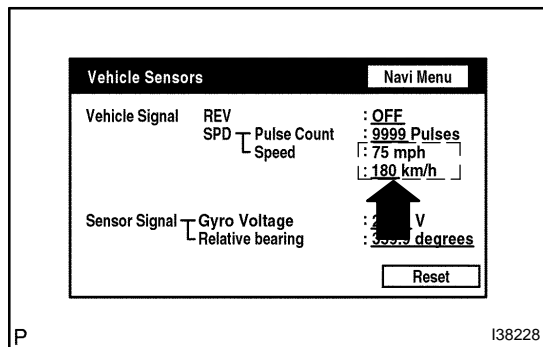 Vehicle Sensors Navi Menu
Vehicle Signal REV : OFF
SPD Pulse Count : 9999 Pulses
Speed : 75 mph
: 180 km/h
Sensor Signal Gyro Voltage : V
Relative bearing : degrees
Reset
P I38228